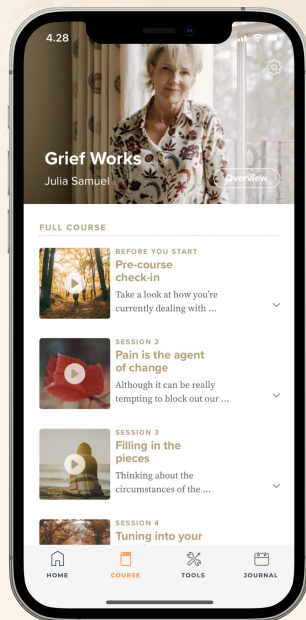 4.28
Grief Works
Julia Samuel
Overview
FULL COURSE
BEFORE YOU START
Pre-course
check-in
Take a look at how you're
currently dealing with ...
SESSION 2
Pain is the agent
of change
Although it can be really
tempting to block out our ...
SESSION 3
Filling in the
pieces
Thinking about the
circumstances of the ...
SESSION 4
Tuning into your
HOME
COURSE
TOOLS
JOURNAL